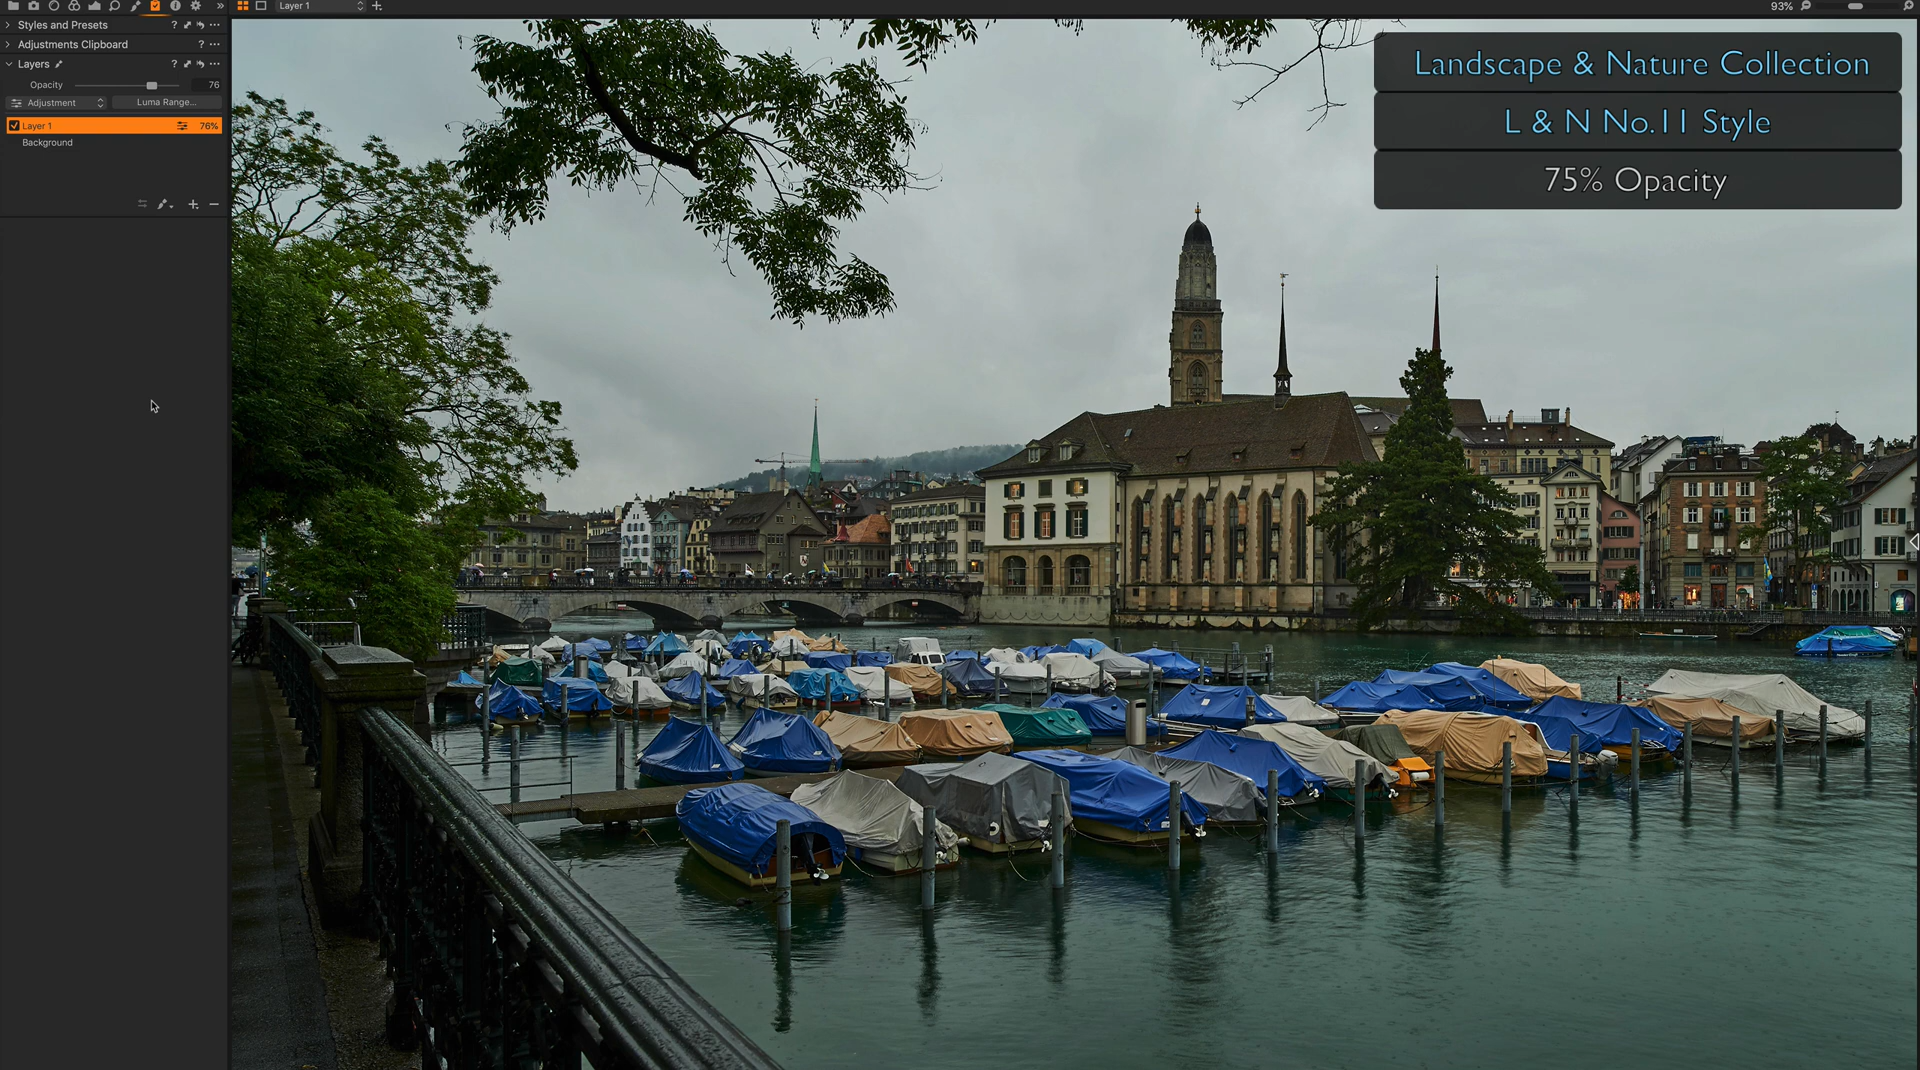 Layer 1
93%
Styles and Presets
Adjustments Clipboard
Layers
Opacity 76
Adjustment Luma Range...
Layer 1 76%
Background
Landscape & Nature Collection
L & N No.11 Style
75% Opacity